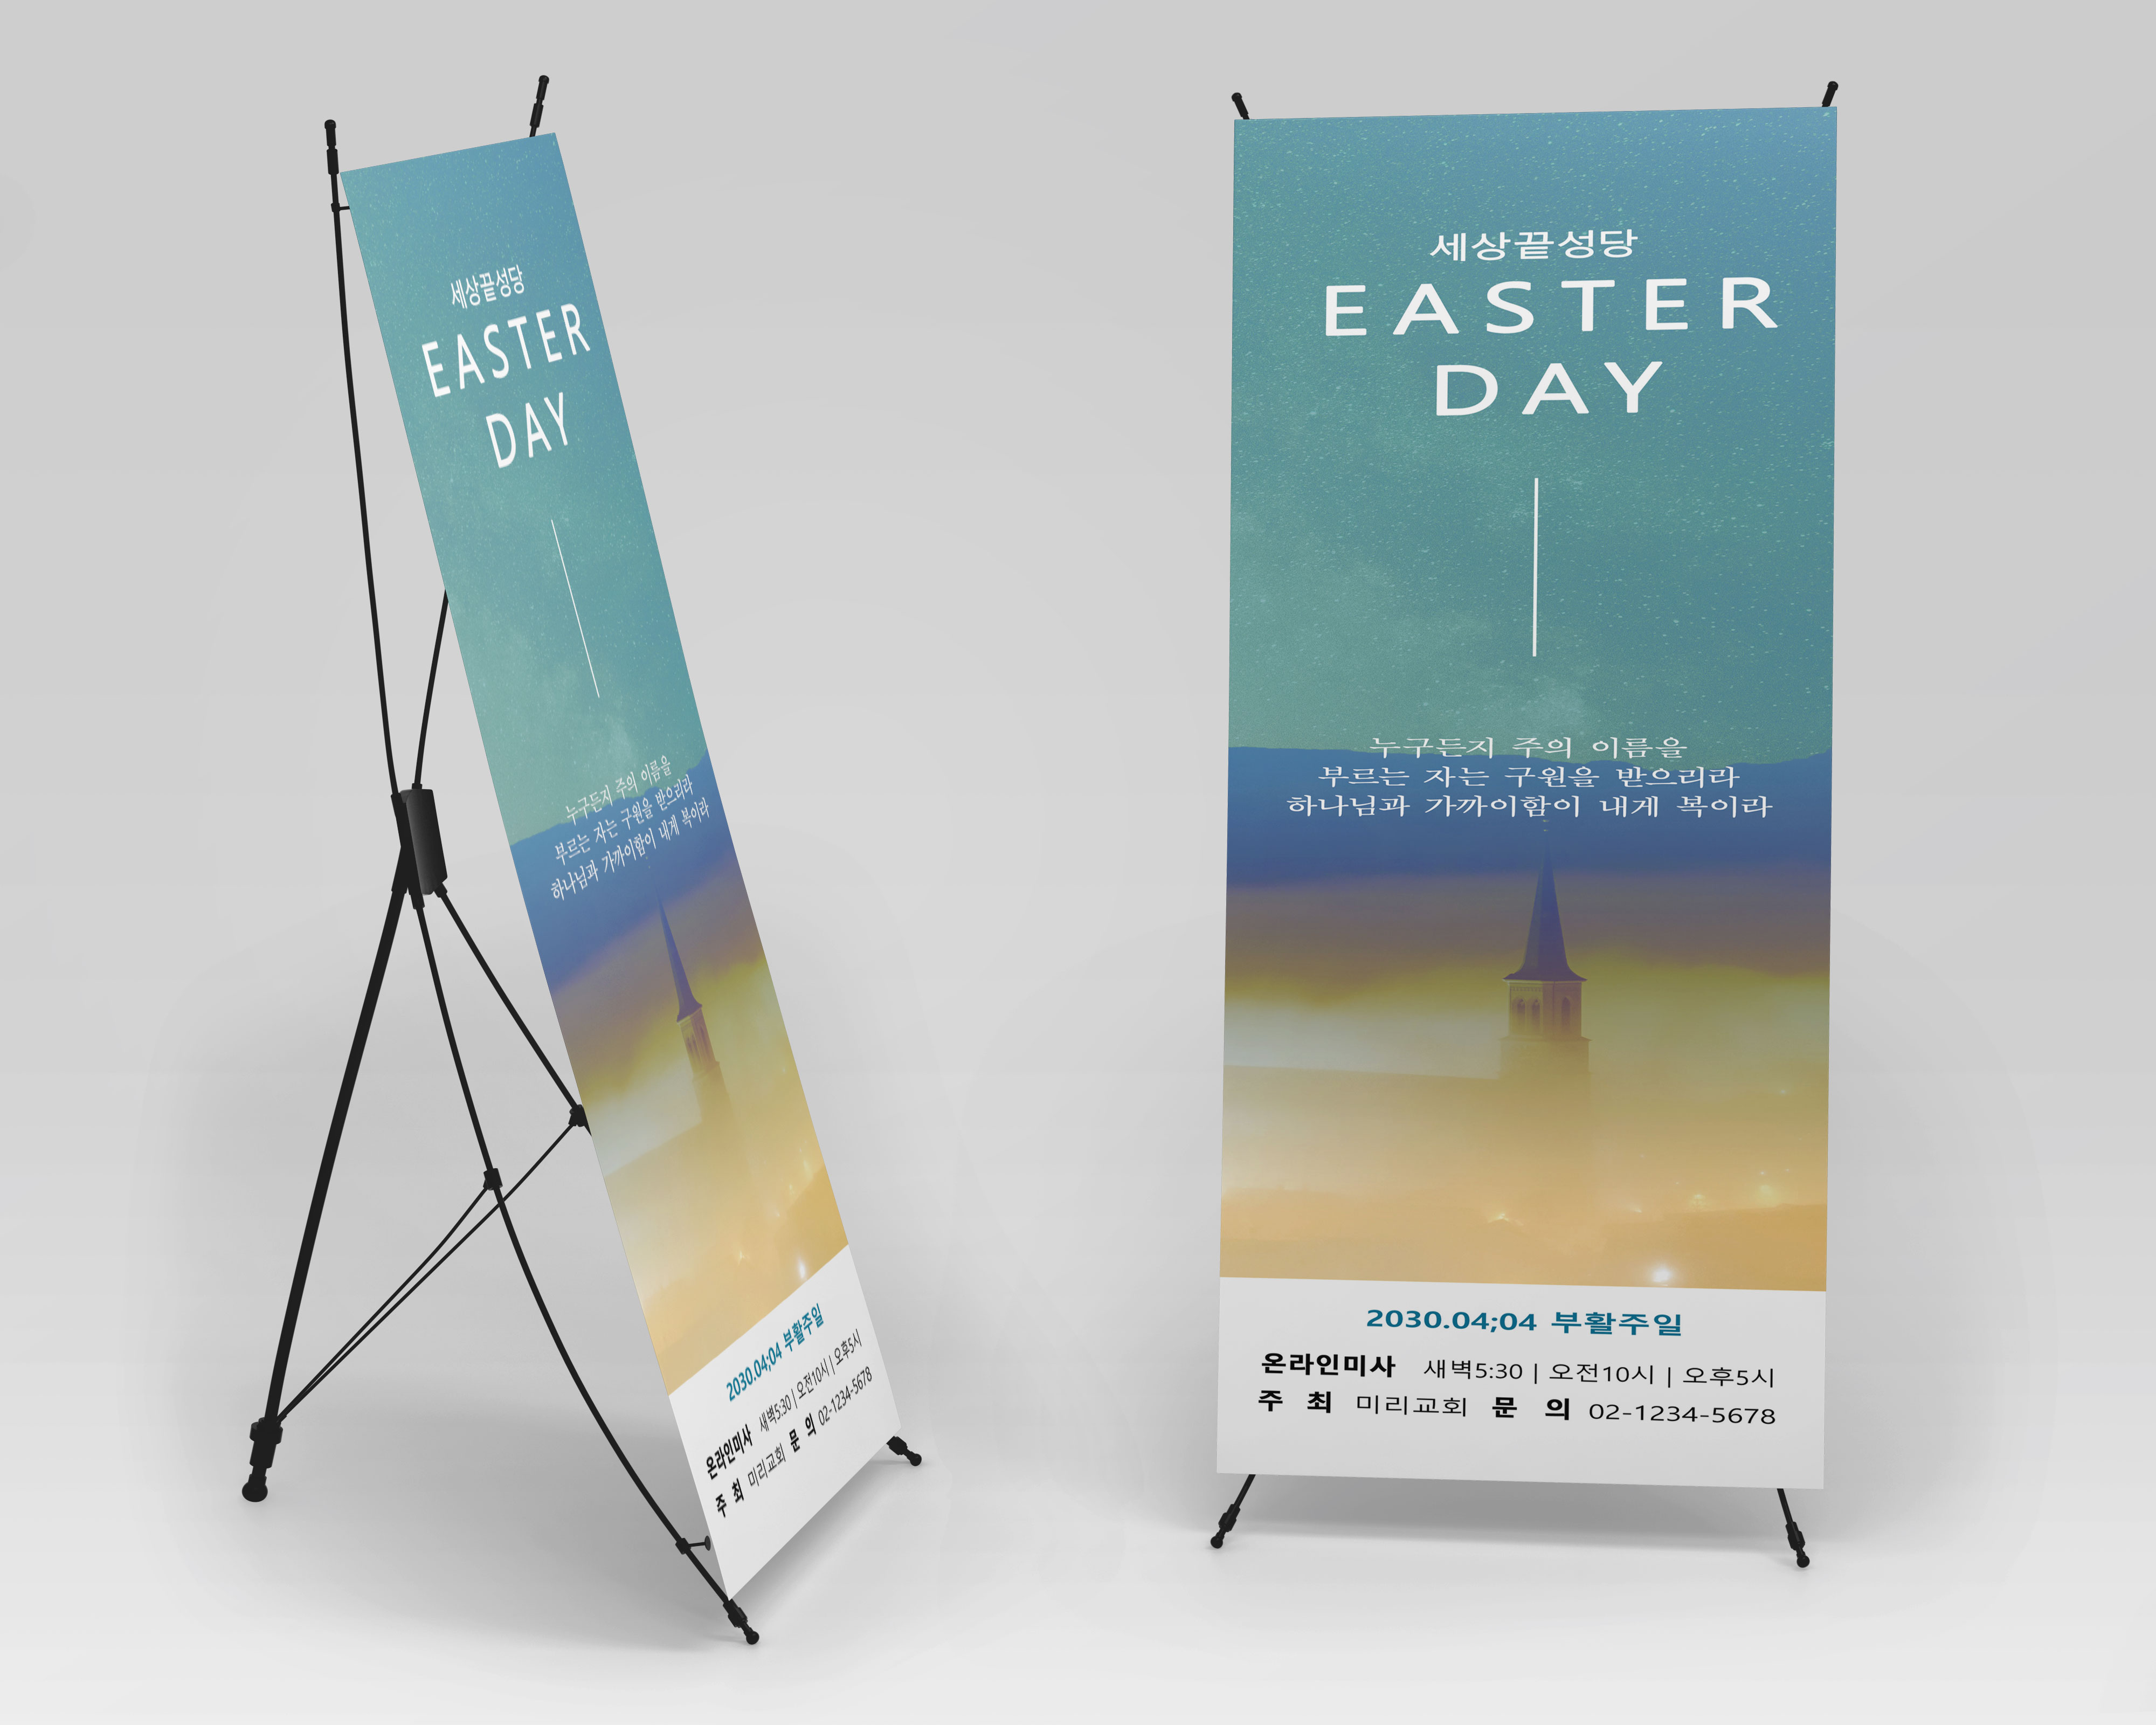 세상끝성당
EASTER
DAY
누구든지 주의 이름을
부르는 자는 구원을 받으리라
하나님과 가까이함이 내게 복이라
2030.04;04 부활주일
온라인미사 새벽5:30 | 오전10시 | 오후5시
주 최 미리교회 문 의 02-1234-5678
세상끝성당
EASTER
DAY
누구든지 주의 이름을
부르는 자는 구원을 받으리라
하나님과 가까이함이 내게 복이라
2030.04;04 부활주일
온라인미사 새벽5:30 | 오전10시 | 오후5시
주 최 미리교회 문 의 02-1234-5678